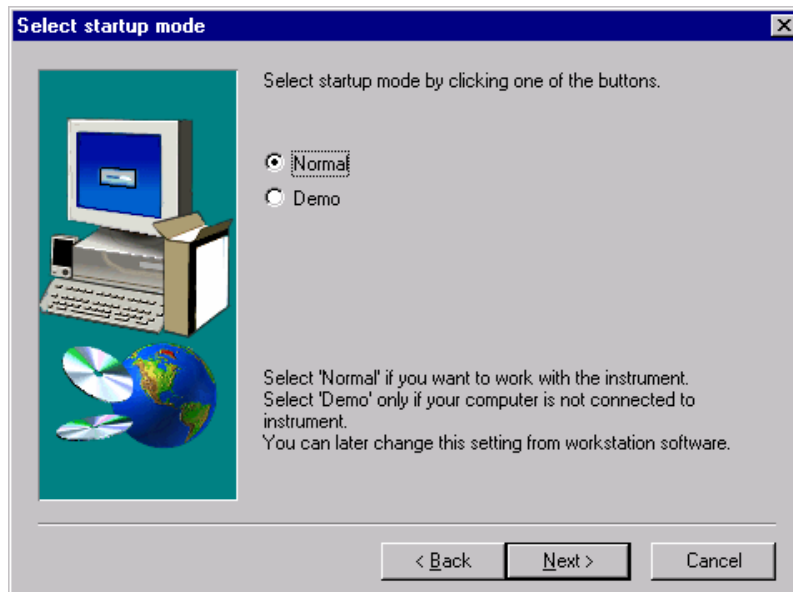 Select startup mode
Select startup mode by clicking one of the buttons.
Normal
Demo
Select 'Normal' if you want to work with the instrument.
Select 'Demo' only if your computer is not connected to
instrument.
You can later change this setting from workstation software.
< Back Next > Cancel